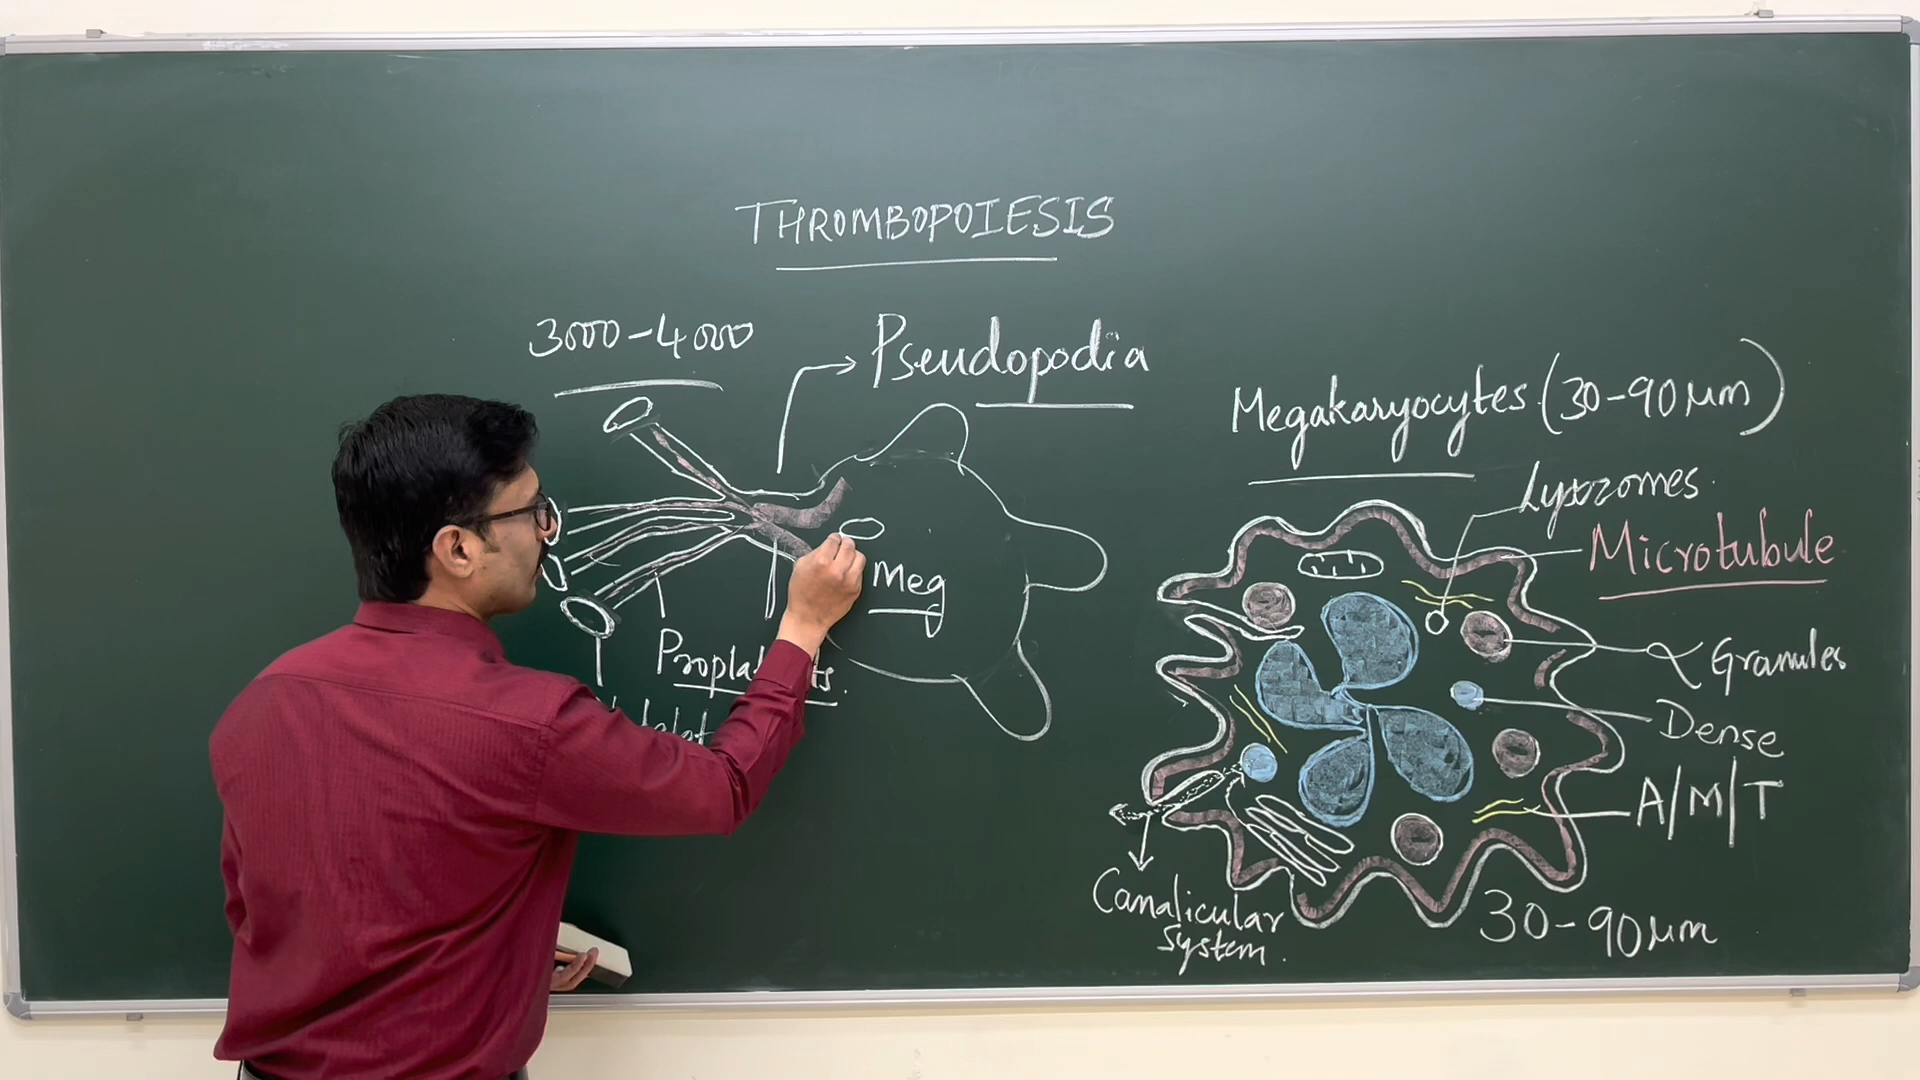 THROMBOPOIESIS
3000-4000
Pseudopodia
Megakaryocytes (30-90 μm)
Lysozomes
Microtubule
Meg
α Granules
Dense
A/M/T
Canalicular
System.
30-90 μm